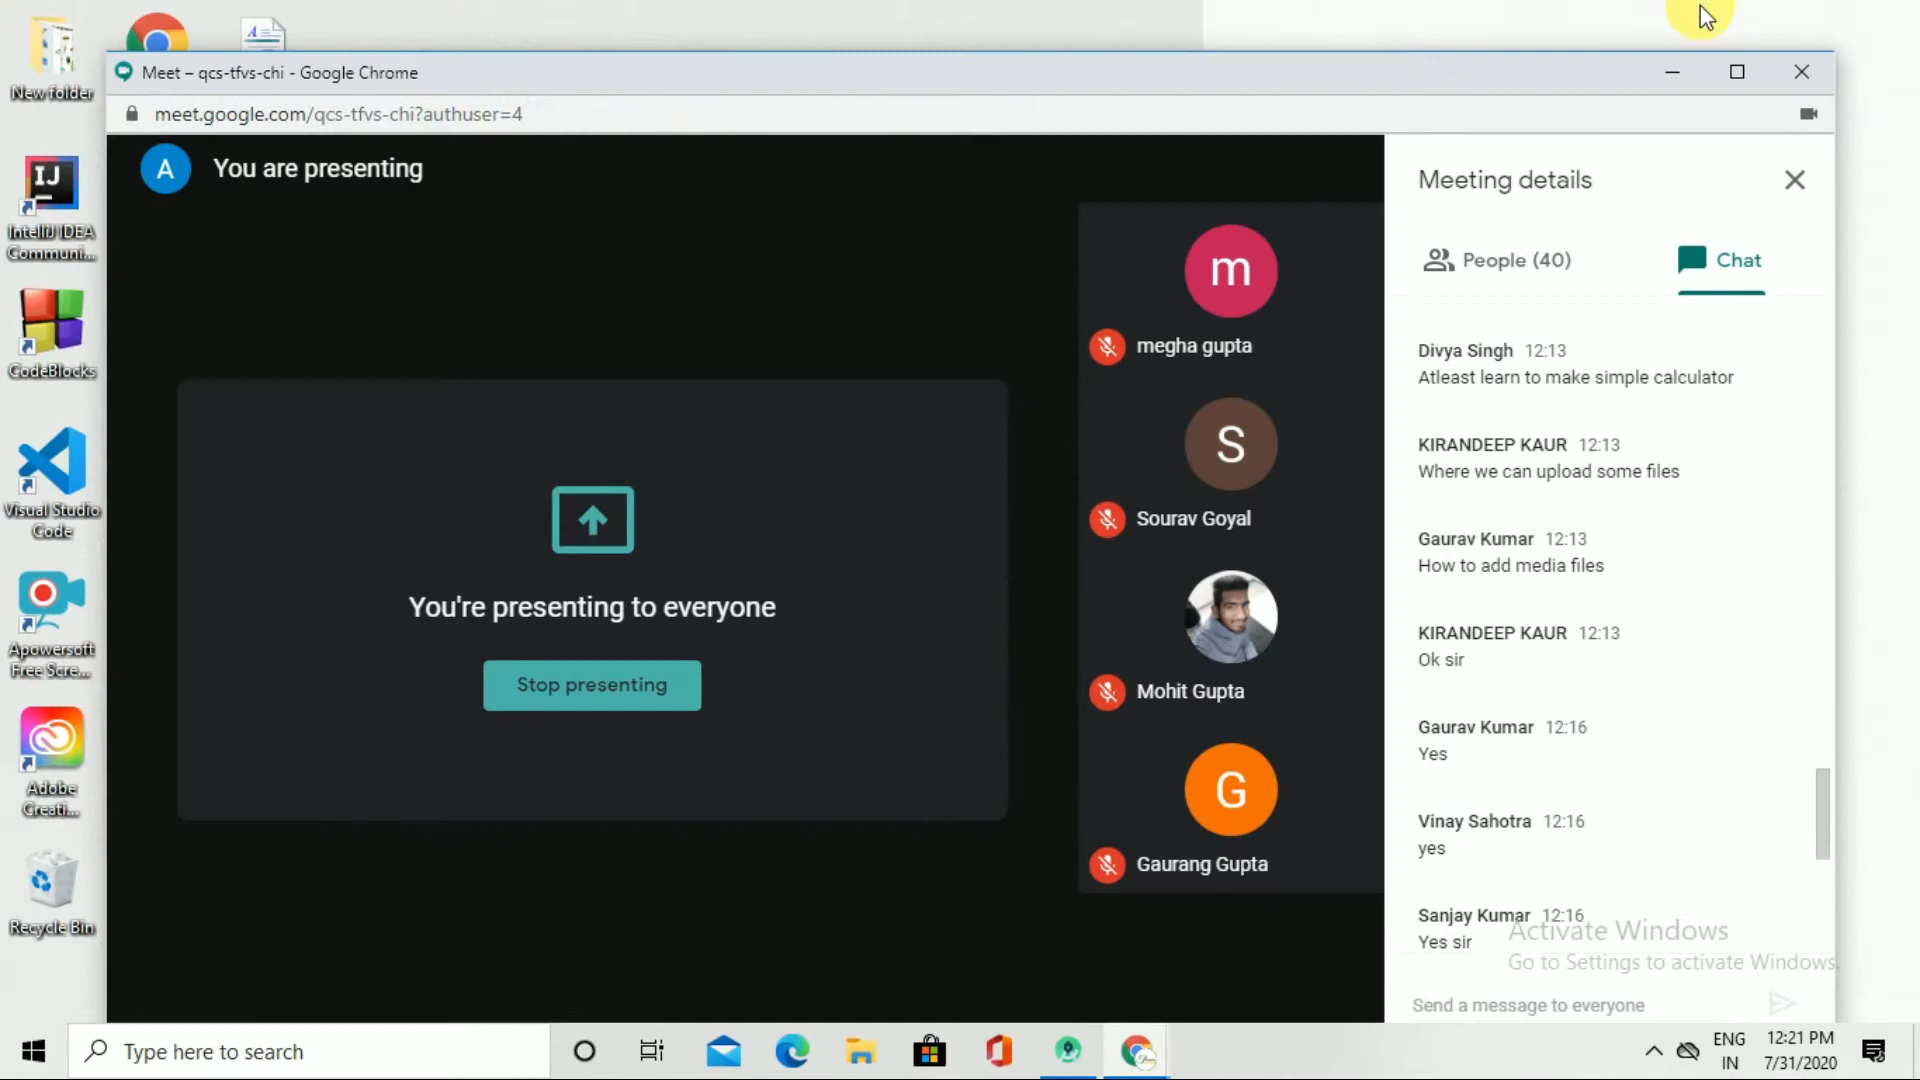 New folder
IntelliJ IDEA
Communi...
CodeBlocks
Visual Studio
Code
Apowersoft
Free Scre...
Adobe
Creati...
Recycle Bin
Meet – qcs-tfvs-chi - Google Chrome
meet.google.com/qcs-tfvs-chi?authuser=4
A
You are presenting
You're presenting to everyone
Stop presenting
m
megha gupta
S
Sourav Goyal
Mohit Gupta
G
Gaurang Gupta
Meeting details
People (40)
Chat
Divya Singh 12:13
Atleast learn to make simple calculator
KIRANDEEP KAUR 12:13
Where we can upload some files
Gaurav Kumar 12:13
How to add media files
KIRANDEEP KAUR 12:13
Ok sir
Gaurav Kumar 12:16
Yes
Vinay Sahotra 12:16
yes
Sanjay Kumar 12:16
Yes sir
Activate Windows
Go to Settings to activate Windows.
Send a message to everyone
Type here to search
ENG
IN
12:21 PM
7/31/2020